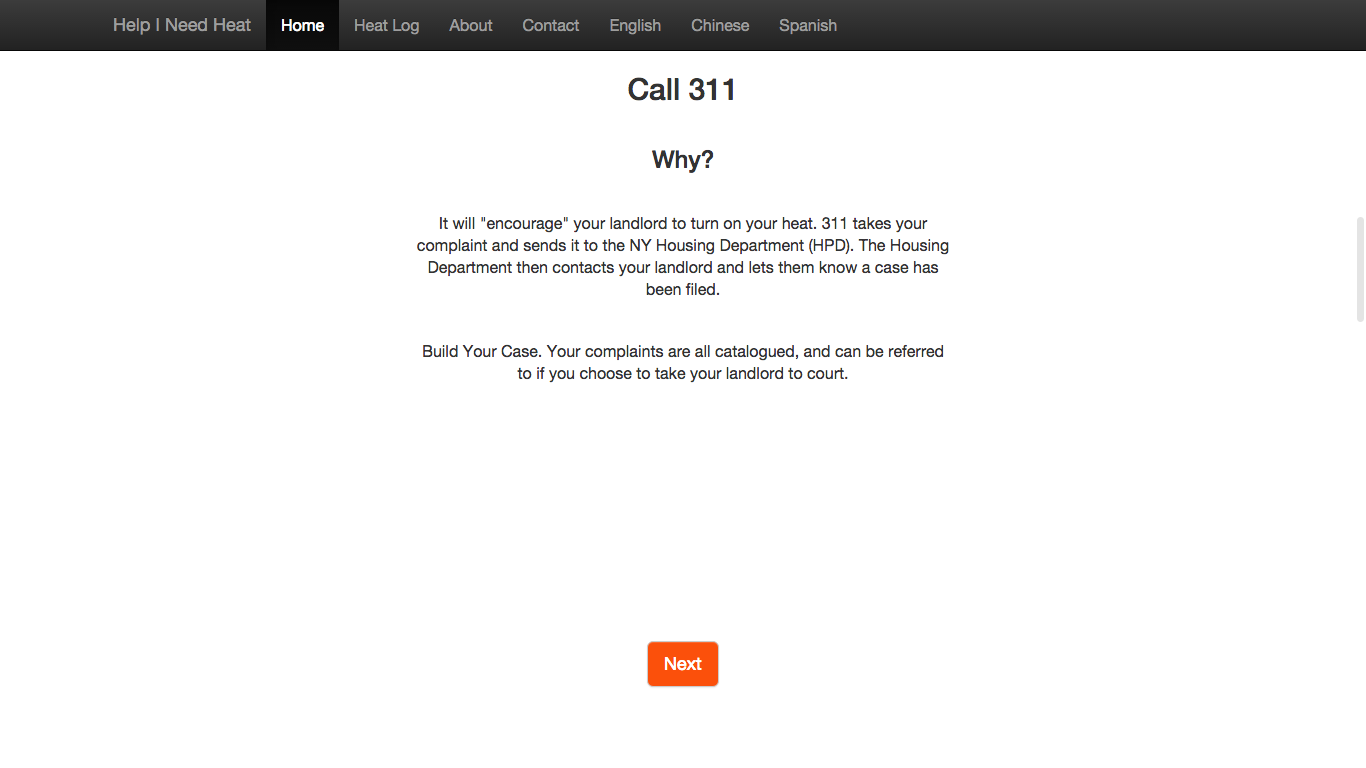 Help I Need Heat Home Heat Log About Contact English Chinese Spanish
Call 311
Why?
It will "encourage" your landlord to turn on your heat. 311 takes your
complaint and sends it to the NY Housing Department (HPD). The Housing
Department then contacts your landlord and lets them know a case has
been filed.
Build Your Case. Your complaints are all catalogued, and can be referred
to if you choose to take your landlord to court.
Next